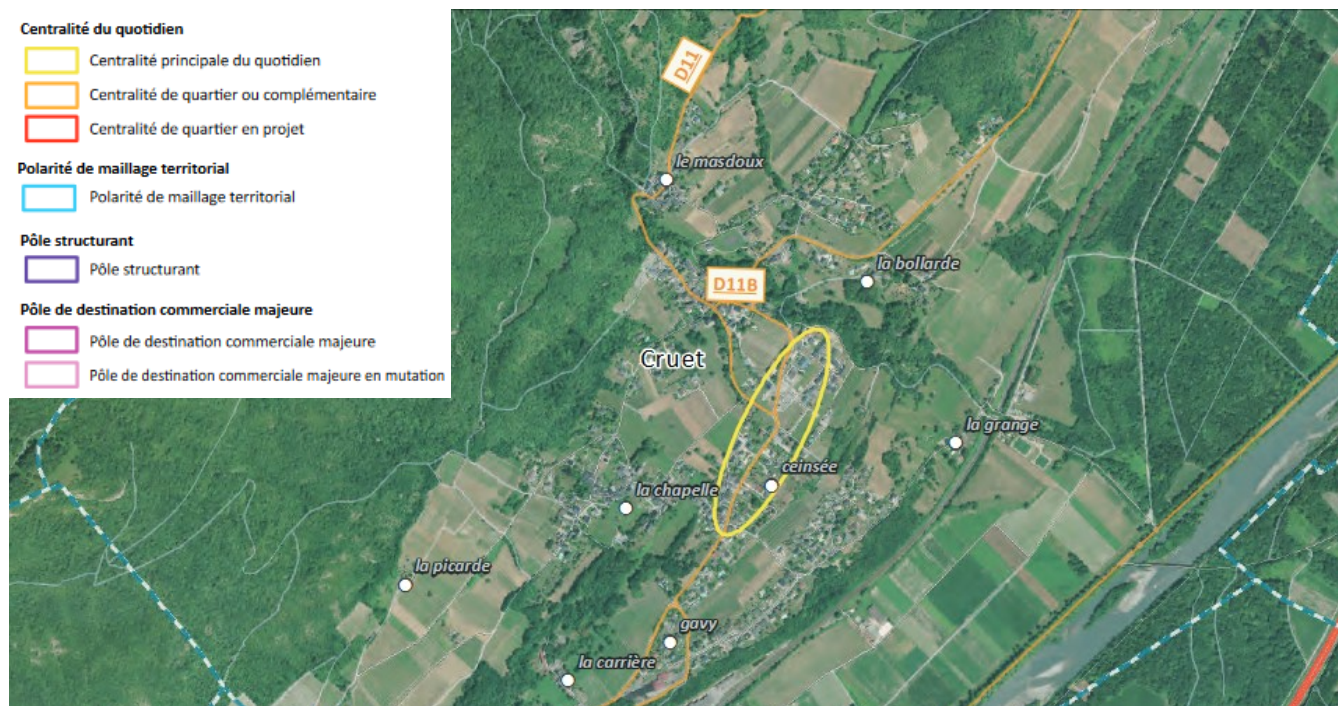 Centralité du quotidien
Centralité principale du quotidien
Centralité de quartier ou complémentaire
Centralité de quartier en projet
Polarité de maillage territorial
Polarité de maillage territorial
Pôle structurant
Pôle structurant
Pôle de destination commerciale majeure
Pôle de destination commerciale majeure
Pôle de destination commerciale majeure en mutation
D11
le masdoux
la bollarde
D11B
Cruet
la grange
ceinsée
la chapelle
la picarde
gavy
la carrière